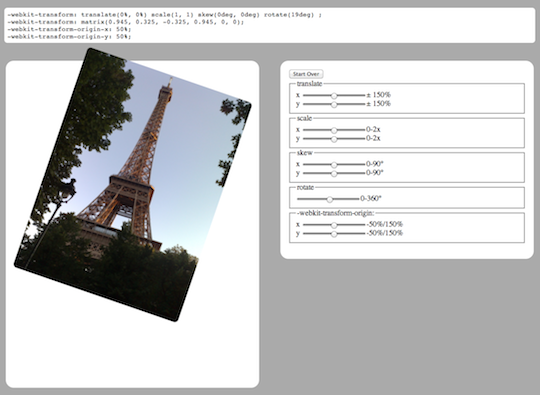 -webkit-transform: translate(0%, 0%) scale(1, 1) skew(0deg, 0deg) rotate(19deg) ;
-webkit-transform: matrix(0.945, 0.325, -0.325, 0.945, 0, 0);
-webkit-transform-origin-x: 50%;
-webkit-transform-origin-y: 50%;
Start Over
translate
x ± 150%
y ± 150%
scale
x 0-2x
y 0-2x
skew
x 0-90°
y 0-90°
rotate
0-360°
-webkit-transform-origin:
x -50%/150%
y -50%/150%